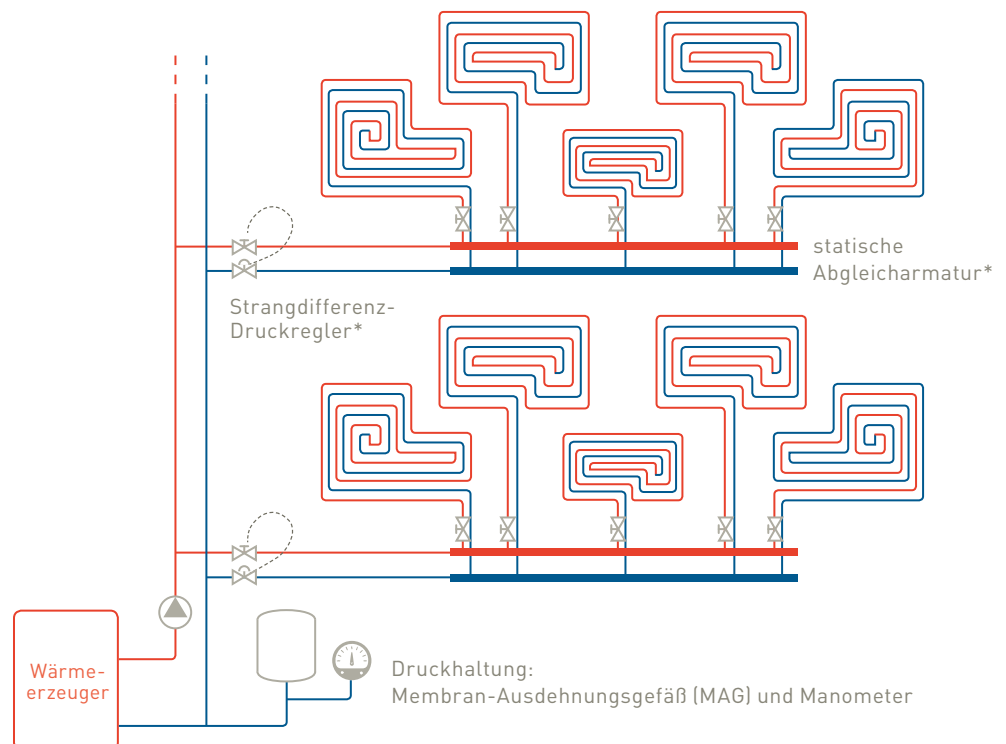 statische
Abgleicharmatur*
Strangdifferenz-
Druckregler*
Wärme-
erzeuger
Druckhaltung:
Membran-Ausdehnungsgefäß (MAG) und Manometer